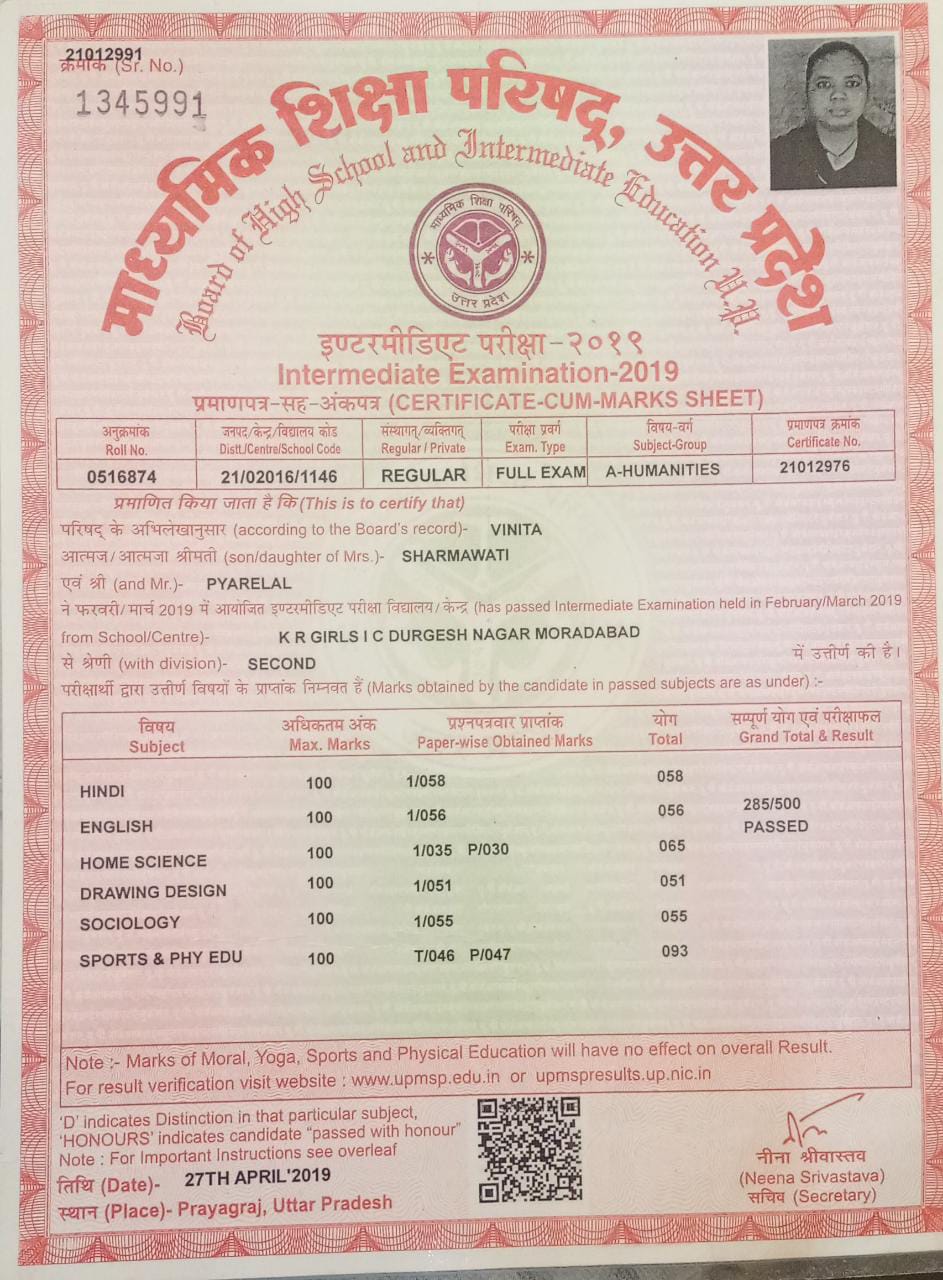 21012991
क्रमांक (Sr. No.)
1345991
माध्यमिक शिक्षा परिषद्, उत्तर प्रदेश
Board of High School and Intermediate Education U.P.
माध्यमिक शिक्षा परिषद्
उत्तर प्रदेश
इण्टरमीडिएट परीक्षा-२०१९
Intermediate Examination-2019
प्रमाणपत्र-सह-अंकपत्र (CERTIFICATE-CUM-MARKS SHEET)
अनुक्रमांक जनपद/केन्द्र/विद्यालय कोड संस्थागत्/व्यक्तिगत् परीक्षा प्रवर्ग विषय-वर्ग प्रमाणपत्र क्रमांक
Roll No. Distt./Centre/School Code Regular / Private Exam. Type Subject-Group Certificate No.
0516874 21/02016/1146 REGULAR FULL EXAM A-HUMANITIES 21012976
प्रमाणित किया जाता है कि (This is to certify that)
परिषद् के अभिलेखानुसार (according to the Board's record)- VINITA
आत्मज/आत्मजा श्रीमती (son/daughter of Mrs.)- SHARMAWATI
एवं श्री (and Mr.)- PYARELAL
ने फरवरी/मार्च 2019 में आयोजित इण्टरमीडिएट परीक्षा विद्यालय/केन्द्र (has passed Intermediate Examination held in February/March 2019
from School/Centre)- K R GIRLS I C DURGESH NAGAR MORADABAD
से श्रेणी (with division)- SECOND में उत्तीर्ण की है।
परीक्षार्थी द्वारा उत्तीर्ण विषयों के प्राप्तांक निम्नवत हैं (Marks obtained by the candidate in passed subjects are as under) :-
विषय अधिकतम अंक प्रश्नपत्रवार प्राप्तांक योग सम्पूर्ण योग एवं परीक्षाफल
Subject Max. Marks Paper-wise Obtained Marks Total Grand Total & Result
HINDI 100 1/058 058
ENGLISH 100 1/056 056 285/500
PASSED
HOME SCIENCE 100 1/035 P/030 065
DRAWING DESIGN 100 1/051 051
SOCIOLOGY 100 1/055 055
SPORTS & PHY EDU 100 T/046 P/047 093
Note :- Marks of Moral, Yoga, Sports and Physical Education will have no effect on overall Result.
For result verification visit website : www.upmsp.edu.in or upmspresults.up.nic.in
'D' indicates Distinction in that particular subject,
'HONOURS' indicates candidate "passed with honour"
Note : For Important Instructions see overleaf
तिथि (Date)- 27TH APRIL'2019
स्थान (Place)- Prayagraj, Uttar Pradesh
नीना श्रीवास्तव
(Neena Srivastava)
सचिव (Secretary)